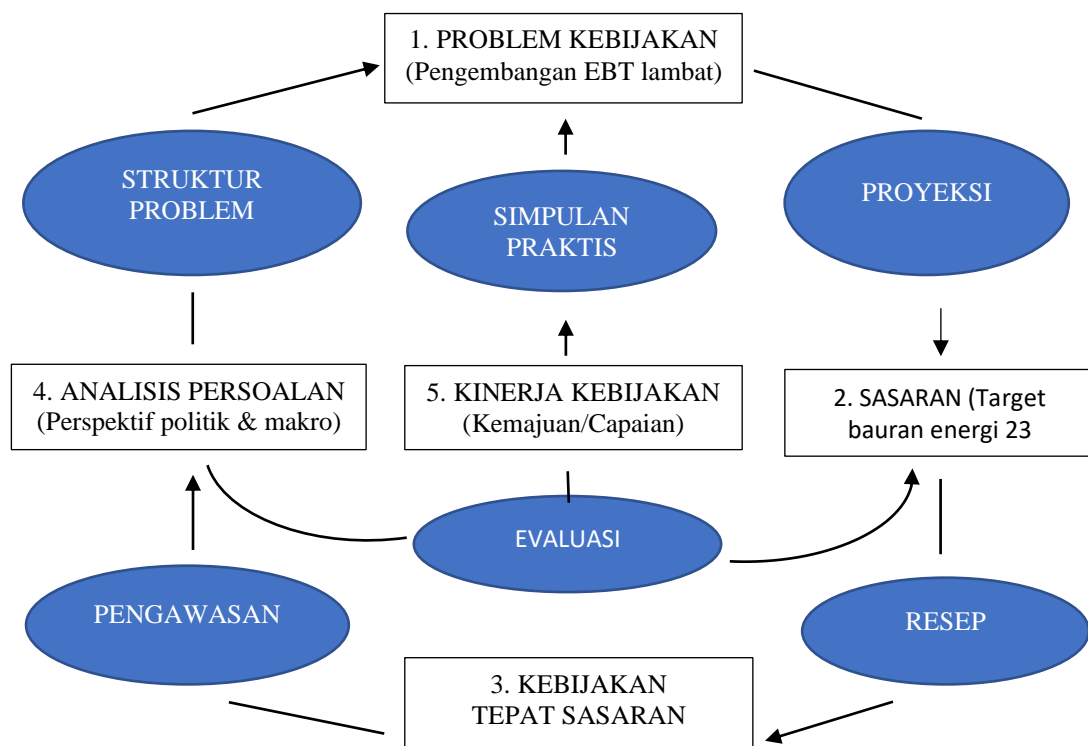 1. PROBLEM KEBIJAKAN
(Pengembangan EBT lambat)
STRUKTUR
PROBLEM
SIMPULAN
PRAKTIS
PROYEKSI
4. ANALISIS PERSOALAN
(Perspektif politik & makro)
5. KINERJA KEBIJAKAN
(Kemajuan/Capaian)
2. SASARAN (Target
bauran energi 23
EVALUASI
PENGAWASAN
RESEP
3. KEBIJAKAN
TEPAT SASARAN